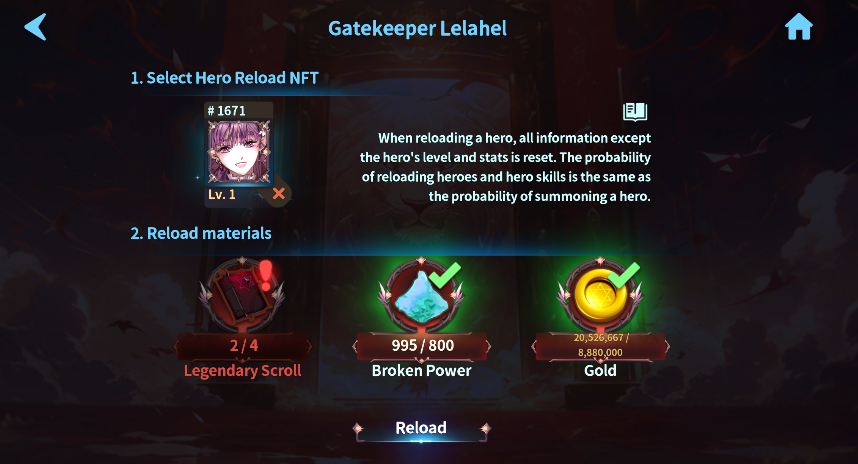 Gatekeeper Lelahel
1. Select Hero Reload NFT
# 1671
Lv. 1
When reloading a hero, all information except
the hero's level and stats is reset. The probability
of reloading heroes and hero skills is the same as
the probability of summoning a hero.
2. Reload materials
2 / 4
Legendary Scroll
995 / 800
Broken Power
20,526,667 /
8,880,000
Gold
Reload